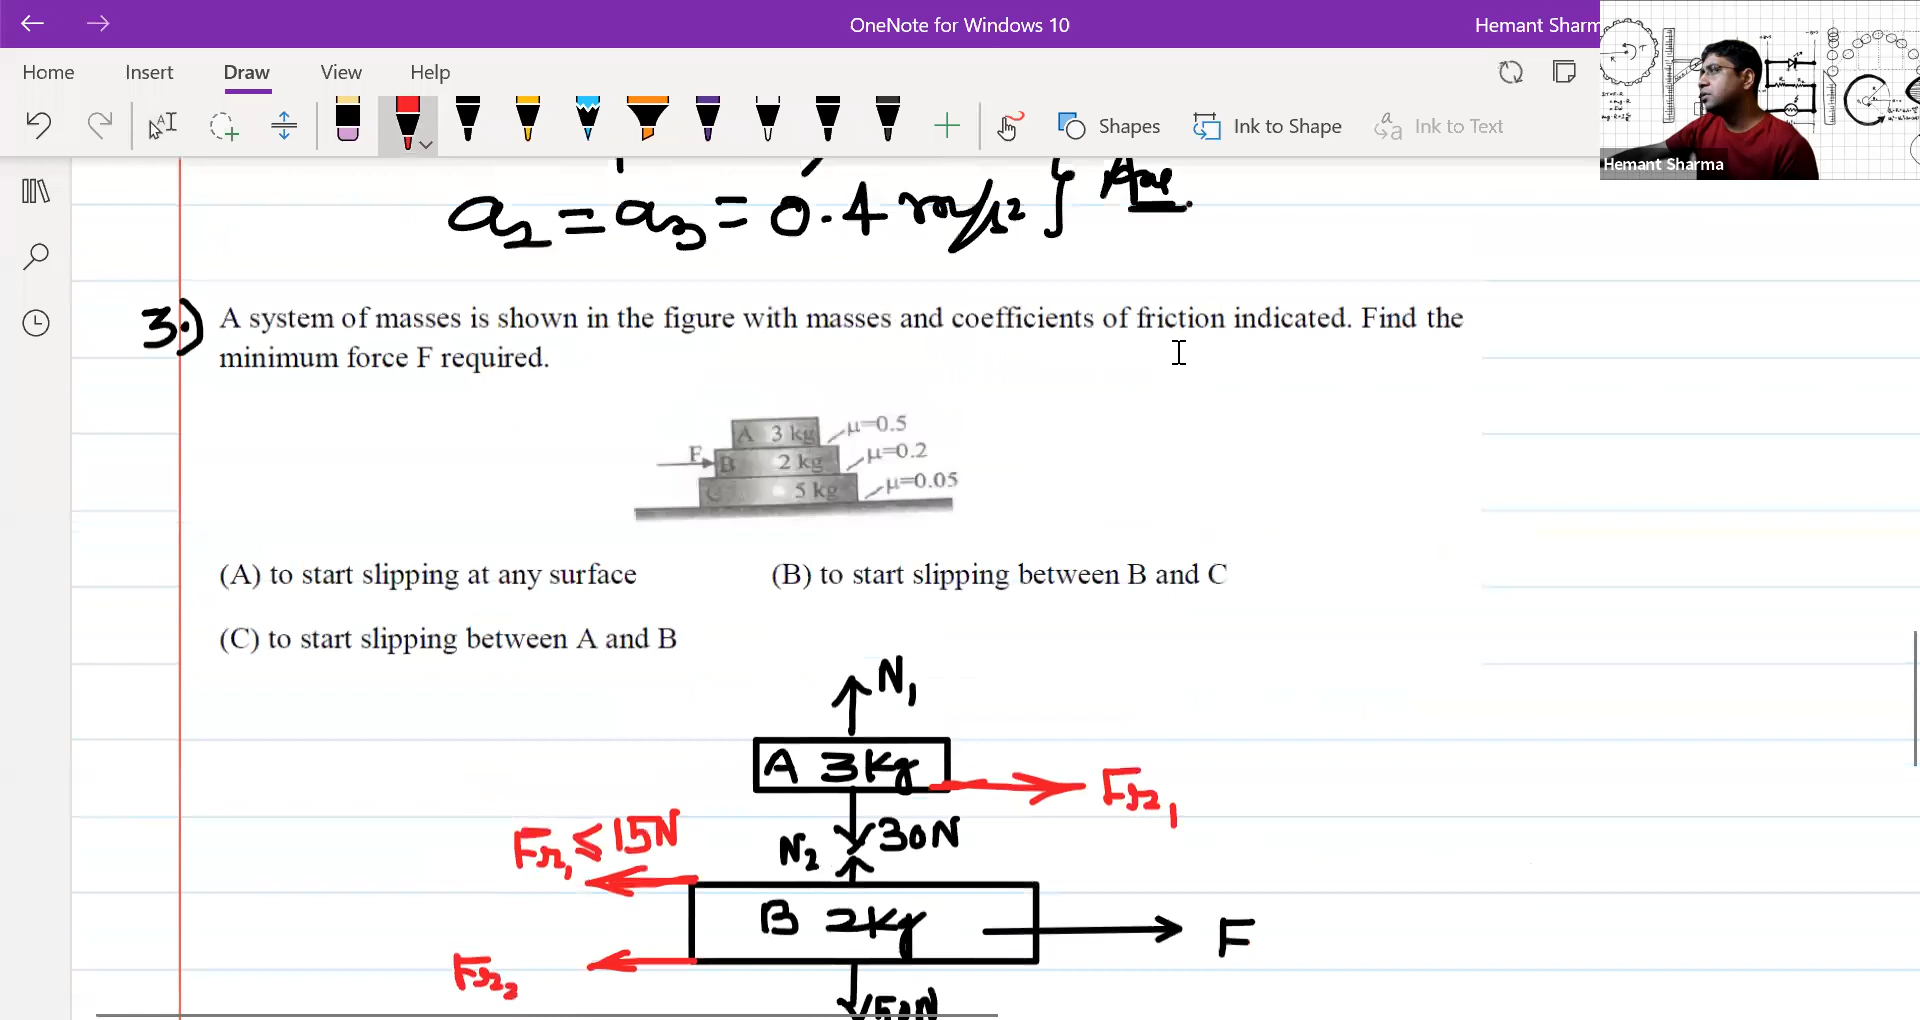 OneNote for Windows 10
Hemant Sharm
Home Insert Draw View Help
Shapes Ink to Shape Ink to Text
Hemant Sharma
a2 = a3 = 0.4 m/s² } Ans.
3.) A system of masses is shown in the figure with masses and coefficients of friction indicated. Find the
minimum force F required.
A 3 kg μ=0.5
F B 2 kg μ=0.2
C 5 kg μ=0.05
(A) to start slipping at any surface (B) to start slipping between B and C
(C) to start slipping between A and B
N1
A 3kg
Fr1
Fr1 ≤ 15N
N2 30N
B 2kg F
Fr2
50N